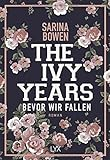 SARINA
BOWEN
THE IVY
YEARS
BEVOR WIR FALLEN
ROMAN
LYX